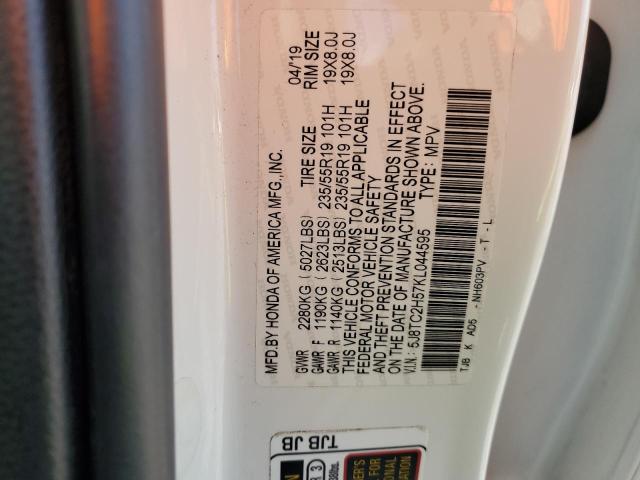 MFD.BY HONDA OF AMERICA MFG.,INC. 04/'19
GVWR 2280KG (5027LBS) TIRE SIZE RIM SIZE
GAWR F 1190KG (2623LBS) 235/55R19 101H 19X8.0J
GAWR R 1140KG (2513LBS) 235/55R19 101H 19X8.0J
THIS VEHICLE CONFORMS TO ALL APPLICABLE
FEDERAL MOTOR VEHICLE SAFETY
AND THEFT PREVENTION STANDARDS IN EFFECT
ON THE DATE OF MANUFACTURE SHOWN ABOVE.
V.I.N.: 5J8TC2H57KL044595 TYPE: MPV
TJB K A05 - NH603PV - T - L
TJB JB
R 3
FOR